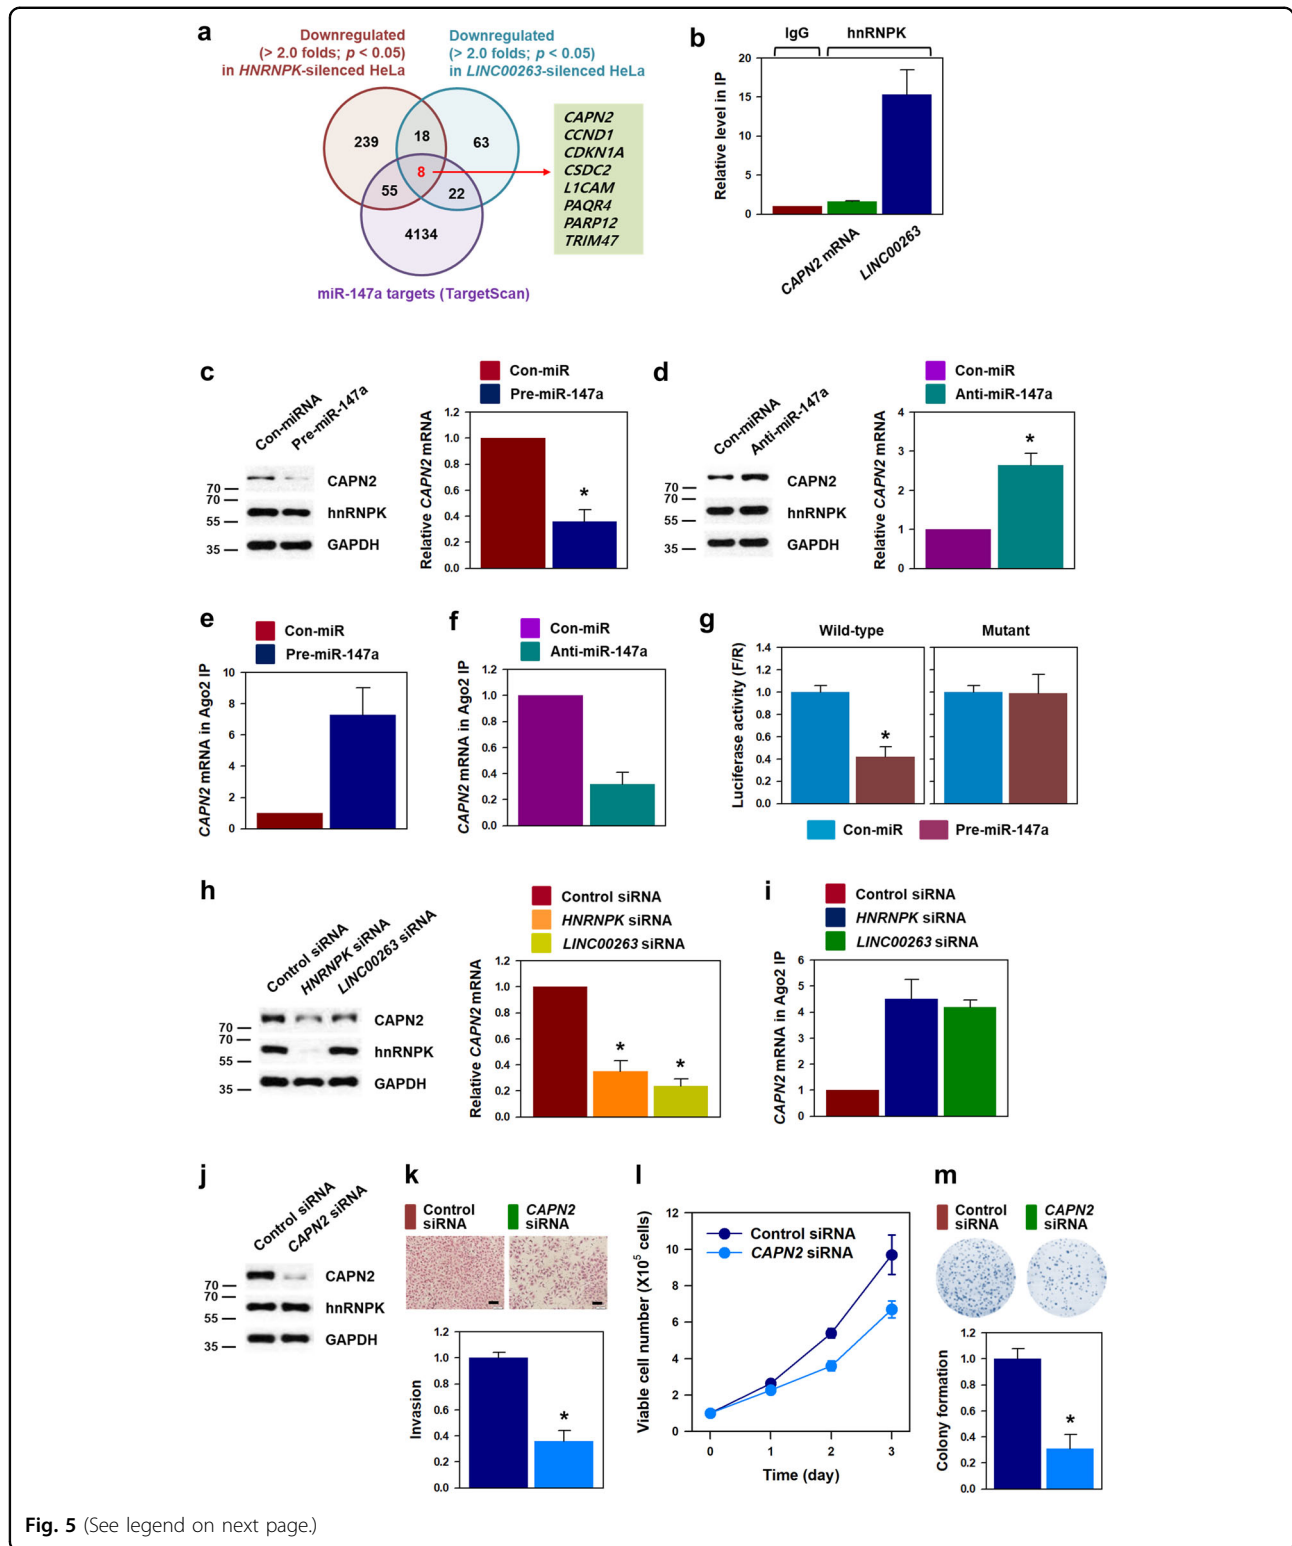 a
Downregulated
(> 2.0 folds; p < 0.05)
in HNRNPK-silenced HeLa
Downregulated
(> 2.0 folds; p < 0.05)
in LINC00263-silenced HeLa
239
18
63
8
55
22
4134
miR-147a targets (TargetScan)
CAPN2
CCND1
CDKN1A
CSDC2
L1CAM
PAQR4
PARP12
TRIM47
b
IgG
hnRNPK
Relative level in IP
20
15
10
5
0
CAPN2 mRNA
LINC00263
c
Con-miRNA
Pre-miR-147a
70
CAPN2
70
55
hnRNPK
35
GAPDH
Con-miR
Pre-miR-147a
Relative CAPN2 mRNA
1.2
1.0
0.8
0.6
0.4
0.2
0.0
*
d
Con-miRNA
Anti-miR-147a
70
CAPN2
70
55
hnRNPK
35
GAPDH
Con-miR
Anti-miR-147a
Relative CAPN2 mRNA
4
3
2
1
0
*
e
Con-miR
Pre-miR-147a
CAPN2 mRNA in Ago2 IP
10
8
6
4
2
0
f
Con-miR
Anti-miR-147a
CAPN2 mRNA in Ago2 IP
1.2
1.0
0.8
0.6
0.4
0.2
0.0
g
Wild-type
Mutant
Luciferase activity (F/R)
1.4
1.2
1.0
0.8
0.6
0.4
0.2
0.0
*
Con-miR
Pre-miR-147a
h
Control siRNA
HNRNPK siRNA
LINC00263 siRNA
70
CAPN2
70
55
hnRNPK
35
GAPDH
Control siRNA
HNRNPK siRNA
LINC00263 siRNA
Relative CAPN2 mRNA
1.2
1.0
0.8
0.6
0.4
0.2
0.0
*
*
i
Control siRNA
HNRNPK siRNA
LINC00263 siRNA
CAPN2 mRNA in Ago2 IP
6
5
4
3
2
1
0
j
Control siRNA
CAPN2 siRNA
70
CAPN2
70
55
hnRNPK
35
GAPDH
k
Control
siRNA
CAPN2
siRNA
Invasion
1.2
1.0
0.8
0.6
0.4
0.2
0.0
*
l
Control siRNA
CAPN2 siRNA
Viable cell number (X10⁵ cells)
12
10
8
6
4
2
0
0
1
2
3
Time (day)
m
Control
siRNA
CAPN2
siRNA
Colony formation
1.2
1.0
0.8
0.6
0.4
0.2
0.0
*
Fig. 5 (See legend on next page.)